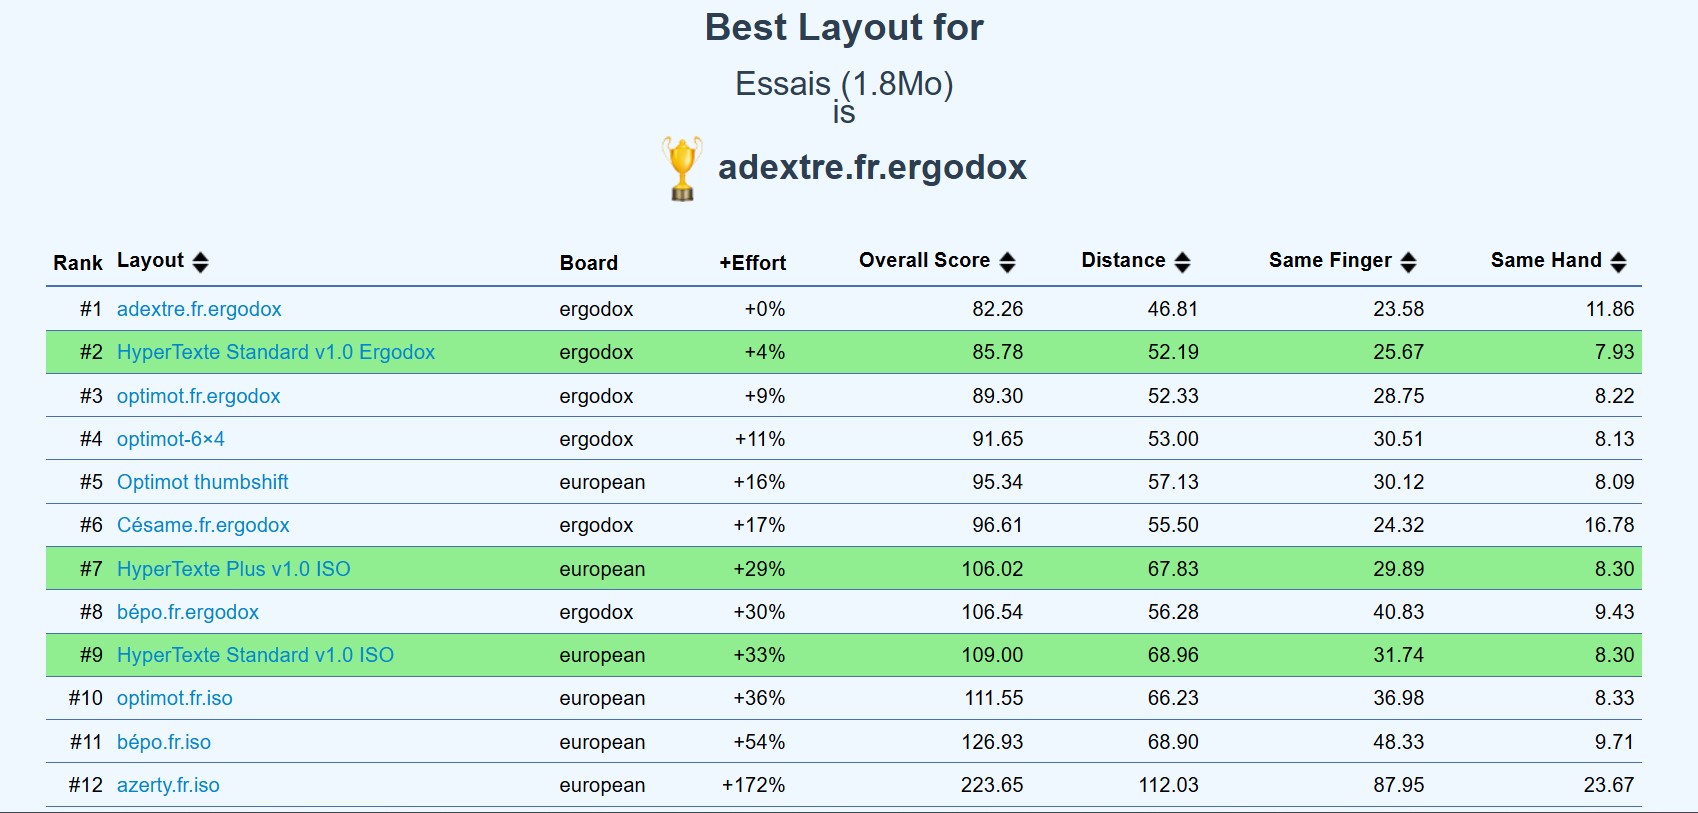 Best Layout for
Essais (1.8Mo)
is
adextre.fr.ergodox
Rank Layout Board +Effort Overall Score Distance Same Finger Same Hand
#1 adextre.fr.ergodox ergodox +0% 82.26 46.81 23.58 11.86
#2 HyperTexte Standard v1.0 Ergodox ergodox +4% 85.78 52.19 25.67 7.93
#3 optimot.fr.ergodox ergodox +9% 89.30 52.33 28.75 8.22
#4 optimot-6×4 ergodox +11% 91.65 53.00 30.51 8.13
#5 Optimot thumbshift european +16% 95.34 57.13 30.12 8.09
#6 Césame.fr.ergodox ergodox +17% 96.61 55.50 24.32 16.78
#7 HyperTexte Plus v1.0 ISO european +29% 106.02 67.83 29.89 8.30
#8 bépo.fr.ergodox ergodox +30% 106.54 56.28 40.83 9.43
#9 HyperTexte Standard v1.0 ISO european +33% 109.00 68.96 31.74 8.30
#10 optimot.fr.iso european +36% 111.55 66.23 36.98 8.33
#11 bépo.fr.iso european +54% 126.93 68.90 48.33 9.71
#12 azerty.fr.iso european +172% 223.65 112.03 87.95 23.67